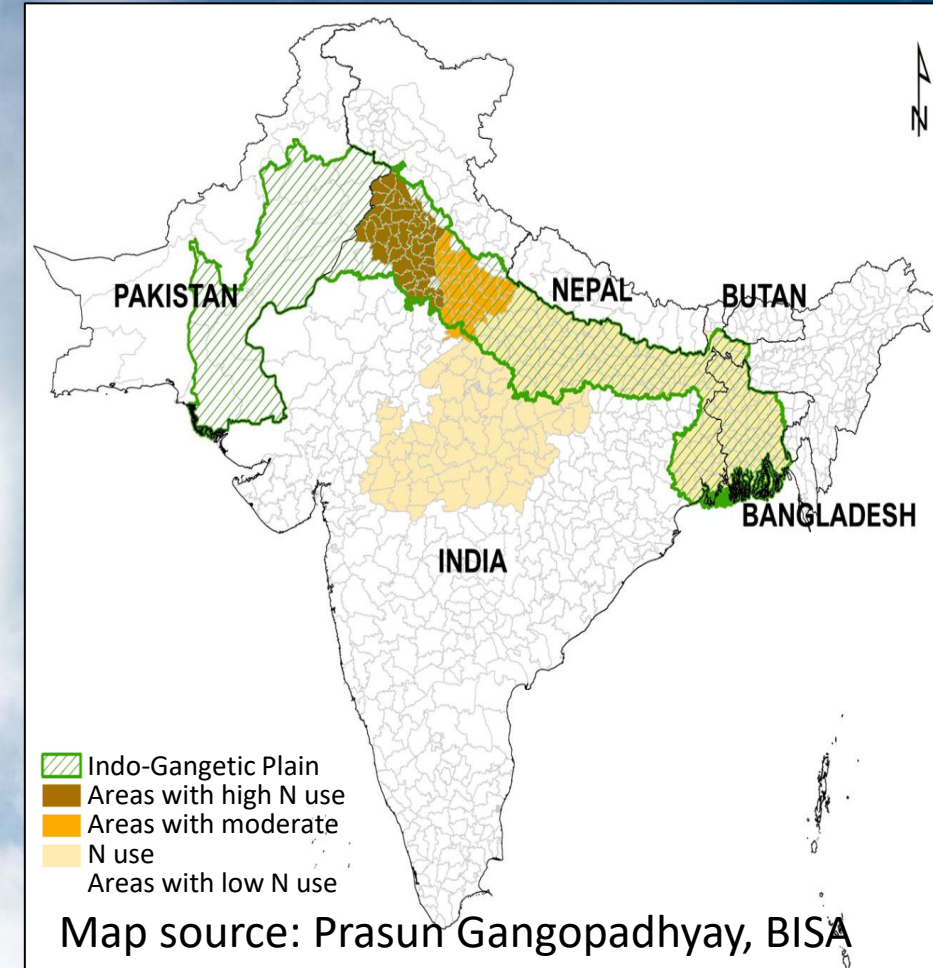 N
PAKISTAN
NEPAL
BUTAN
BANGLADESH
INDIA
Indo-Gangetic Plain
Areas with high N use
Areas with moderate
N use
Areas with low N use
Map source: Prasun Gangopadhyay, BISA